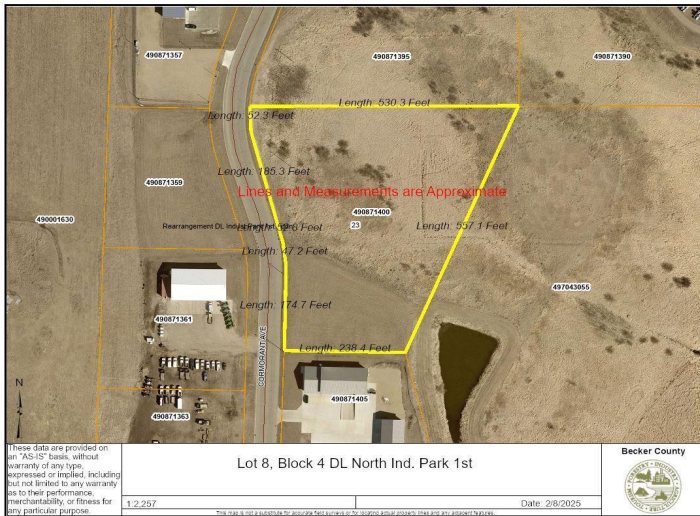 490871357
490871395
490871390
Length: 530.3 Feet
Length: 52.3 Feet
Length: 185.3 Feet
490871359
Lines and Measurements are Approximate
490871400
490001630
23
Length: 557.1 Feet
Length: 47.2 Feet
497043055
Length: 174.7 Feet
490871361
CORMORANT AVE
Length: 238.4 Feet
N
490871405
490871363
These data are provided on
an "AS-IS" basis, without
warranty of any type,
expressed or implied, including
but not limited to any warranty
as to their performance,
merchantability, or fitness for
any particular purpose.
Lot 8, Block 4 DL North Ind. Park 1st
1:2,257
Date: 2/8/2025
This map is not a substitute for accurate field surveys or for locating actual property lines and any adjacent features.
Becker County